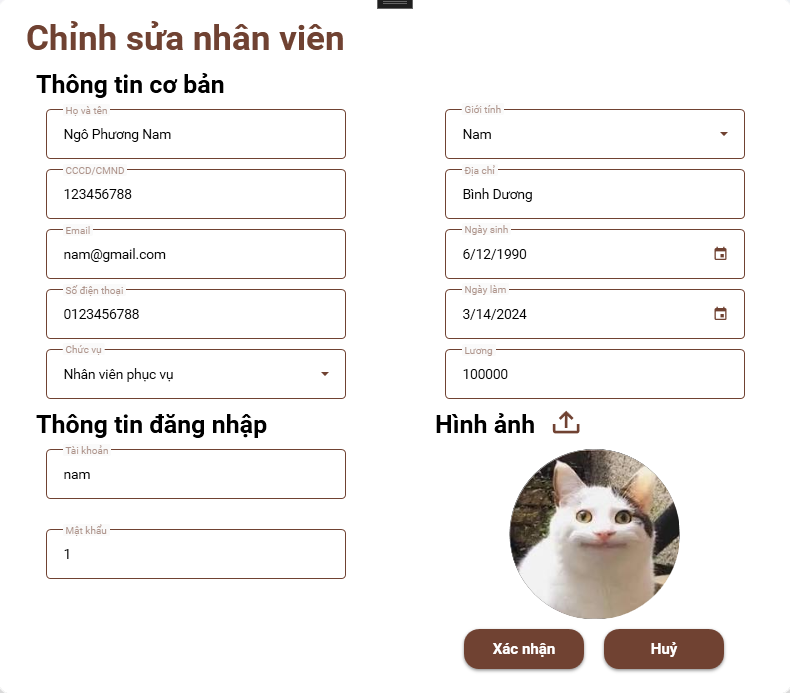 Chỉnh sửa nhân viên
Thông tin cơ bản
Họ và tên
Ngô Phương Nam
Giới tính
Nam
CCCD/CMND
123456788
Địa chỉ
Bình Dương
Email
nam@gmail.com
Ngày sinh
6/12/1990
Số điện thoại
0123456788
Ngày làm
3/14/2024
Chức vụ
Nhân viên phục vụ
Lương
100000
Thông tin đăng nhập
Hình ảnh
Tài khoản
nam
Mật khẩu
1
Xác nhận
Huỷ